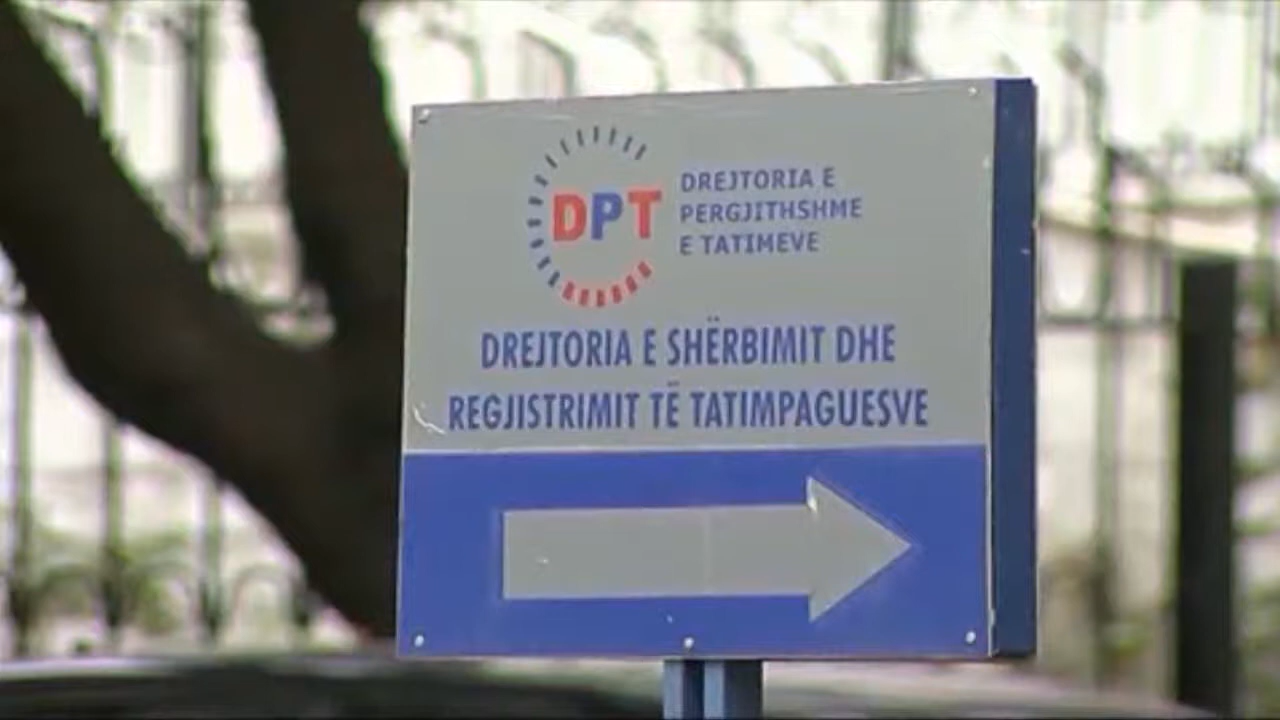 DPT
DREJTORIA E
PERGJITHSHME
E TATIMEVE
DREJTORIA E SHËRBIMIT DHE
REGJISTRIMIT TË TATIMPAGUESVE